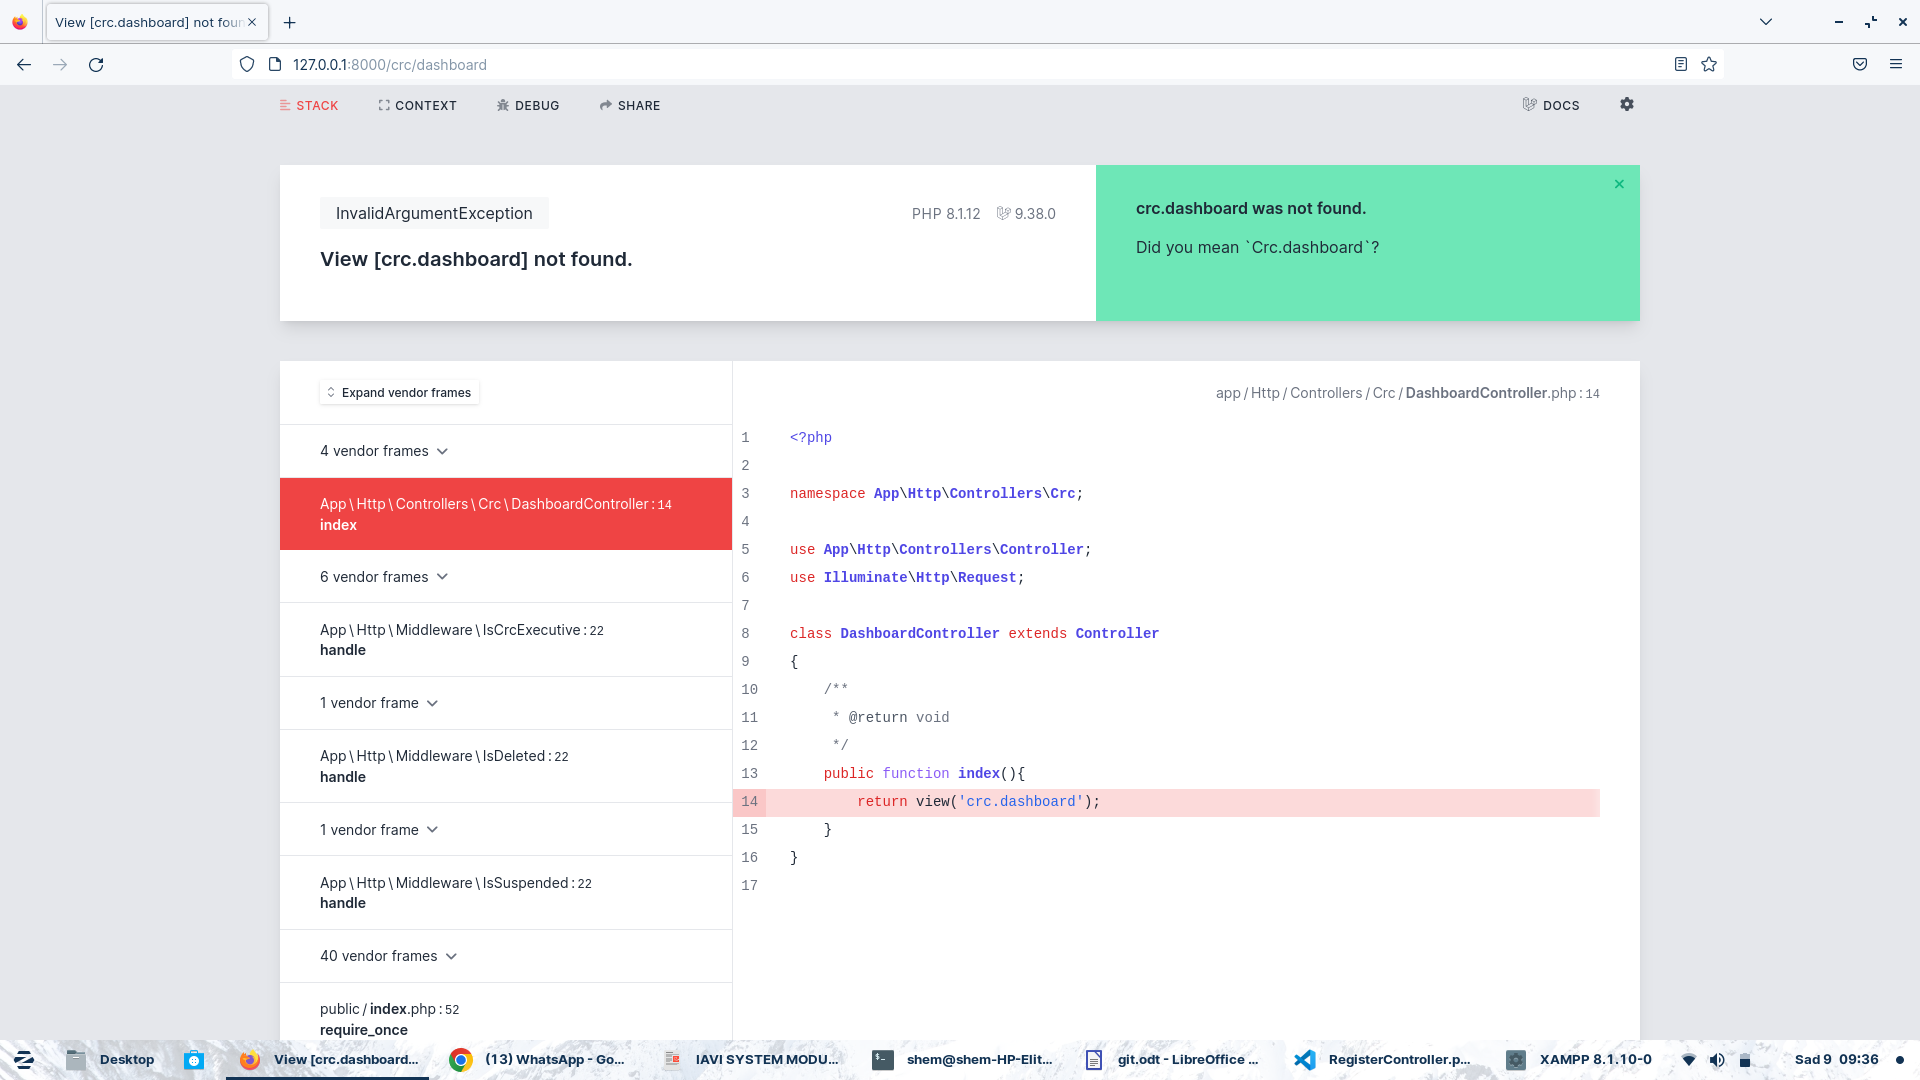 View [crc.dashboard] not foun
127.0.0.1:8000/crc/dashboard
STACK
CONTEXT
DEBUG
SHARE
DOCS
InvalidArgumentException
PHP 8.1.12
9.38.0
View [crc.dashboard] not found.
crc.dashboard was not found.
Did you mean `Crc.dashboard`?
Expand vendor frames
4 vendor frames
App\Http\Controllers\Crc\DashboardController:14
index
6 vendor frames
App\Http\Middleware\IsCrcExecutive:22
handle
1 vendor frame
App\Http\Middleware\IsDeleted:22
handle
1 vendor frame
App\Http\Middleware\IsSuspended:22
handle
40 vendor frames
public/index.php:52
require_once
app/Http/Controllers/Crc/DashboardController.php:14
1 <?php
2
3 namespace App\Http\Controllers\Crc;
4
5 use App\Http\Controllers\Controller;
6 use Illuminate\Http\Request;
7
8 class DashboardController extends Controller
9 {
10     /**
11      * @return void
12      */
13     public function index(){
14         return view('crc.dashboard');
15     }
16 }
17
Desktop
View [crc.dashboard...
(13) WhatsApp - Go...
IAVI SYSTEM MODU...
shem@shem-HP-Elit...
git.odt - LibreOffice ...
RegisterController.p...
XAMPP 8.1.10-0
Sad 9 09:36